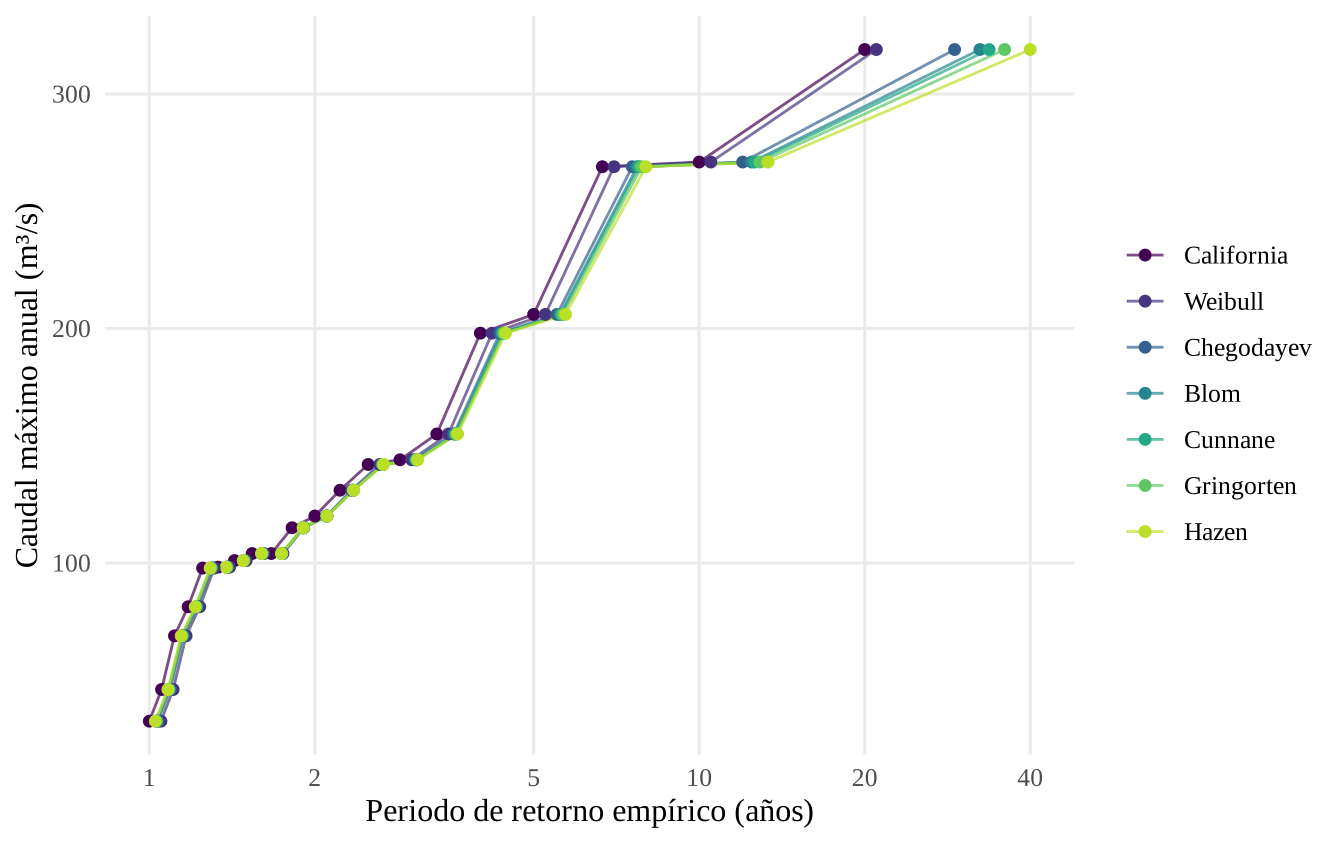 300
200
100
Caudal máximo anual (m³/s)
1 2 5 10 20 40
Periodo de retorno empírico (años)
California
Weibull
Chegodayev
Blom
Cunnane
Gringorten
Hazen